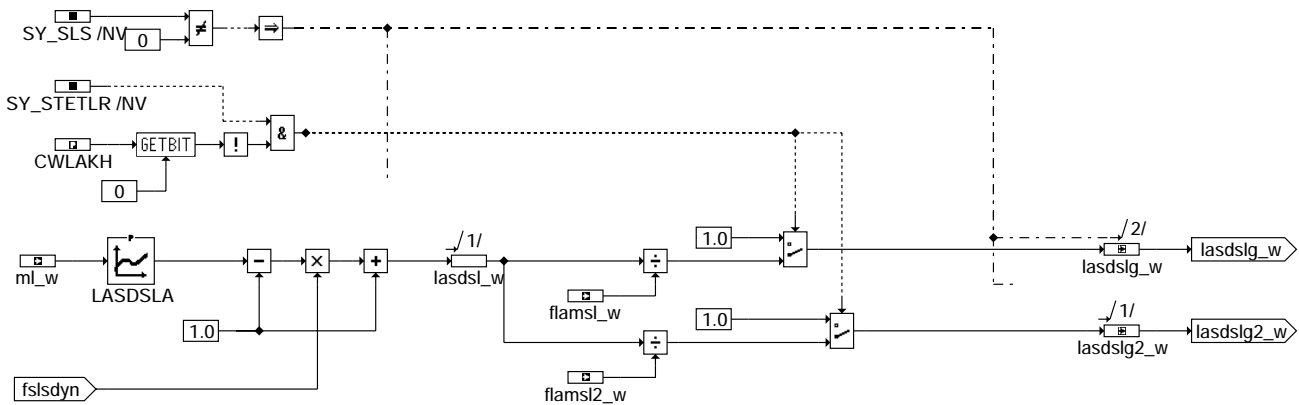 SY_SLS /NV
0
≠
⇒
SY_STETLR /NV
&
GETBIT
!
CWLAKH
0
P
ml_w
LASDSLA
−
×
+
1.0
fslsdyn
/1/
lasdsl_w
÷
flamsl_w
1.0
÷
flamsl2_w
1.0
/2/
lasdslg_w
lasdslg_w
/1/
lasdslg2_w
lasdslg2_w